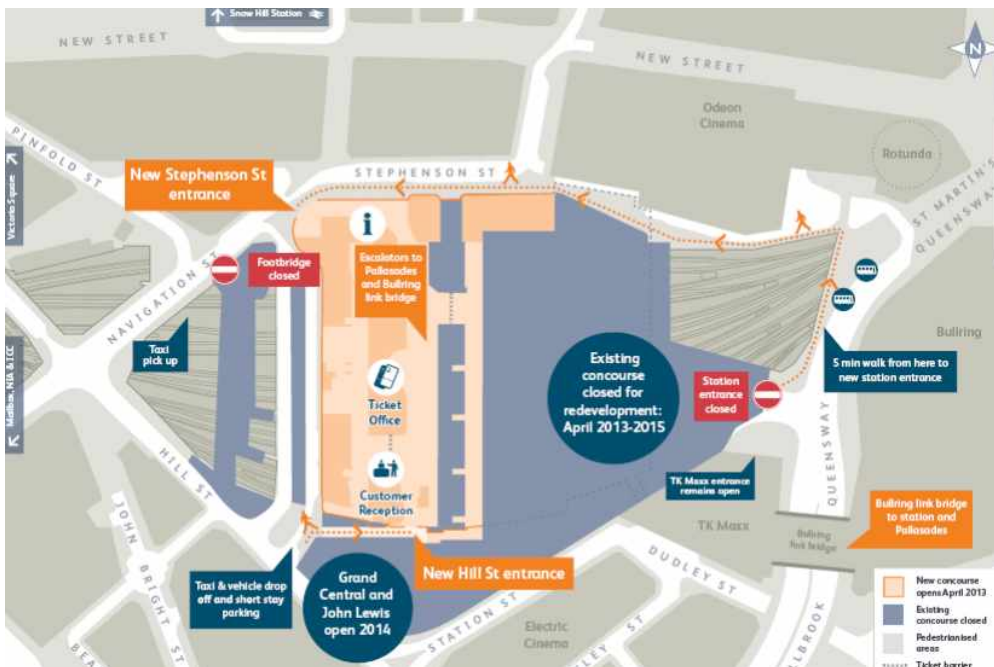 Snow Hill Station
NEW STREET
NEW STREET
N
Odeon
Cinema
Rotunda
PINFOLD ST
Victoria Square
New Stephenson St
entrance
STEPHENSON ST
ST MARTIN'S
QUEENSWAY
i
Footbridge
closed
Escalators to
Pallasades
and Bullring
link bridge
NAVIGATION ST
Taxi
pick up
Bullring
Mailbox, NIA & ICC
Existing
concourse
closed for
redevelopment:
April 2013-2015
5 min walk from here to
new station entrance
Station
entrance
closed
Ticket
Office
QUEENSWAY
HILL ST
Customer
Reception
TK Maxx entrance
remains open
TK Maxx
Bullring link bridge
to station and
Pallasades
Bullring
link bridge
JOHN BRIGHT ST
Taxi & vehicle drop
off and short stay
parking
Grand
Central and
John Lewis
open 2014
New Hill St entrance
DUDLEY ST
STATION ST
Electric
Cinema
New concourse
opens April 2013
Existing
concourse closed
Pedestrianised
areas
Ticket barrier